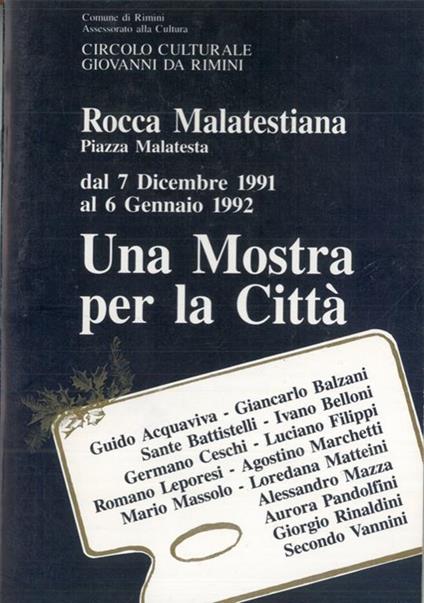 Comune di Rimini
Assessorato alla Cultura
CIRCOLO CULTURALE
GIOVANNI DA RIMINI
Rocca Malatestiana
Piazza Malatesta
dal 7 Dicembre 1991
al 6 Gennaio 1992
Una Mostra
per la Città
Guido Acquaviva - Giancarlo Balzani
Sante Battistelli - Ivano Belloni
Germano Ceschi - Luciano Filippi
Romano Leporesi - Agostino Marchetti
Mario Massolo - Loredana Matteini
Alessandro Mazza
Aurora Pandolfini
Giorgio Rinaldini
Secondo Vannini